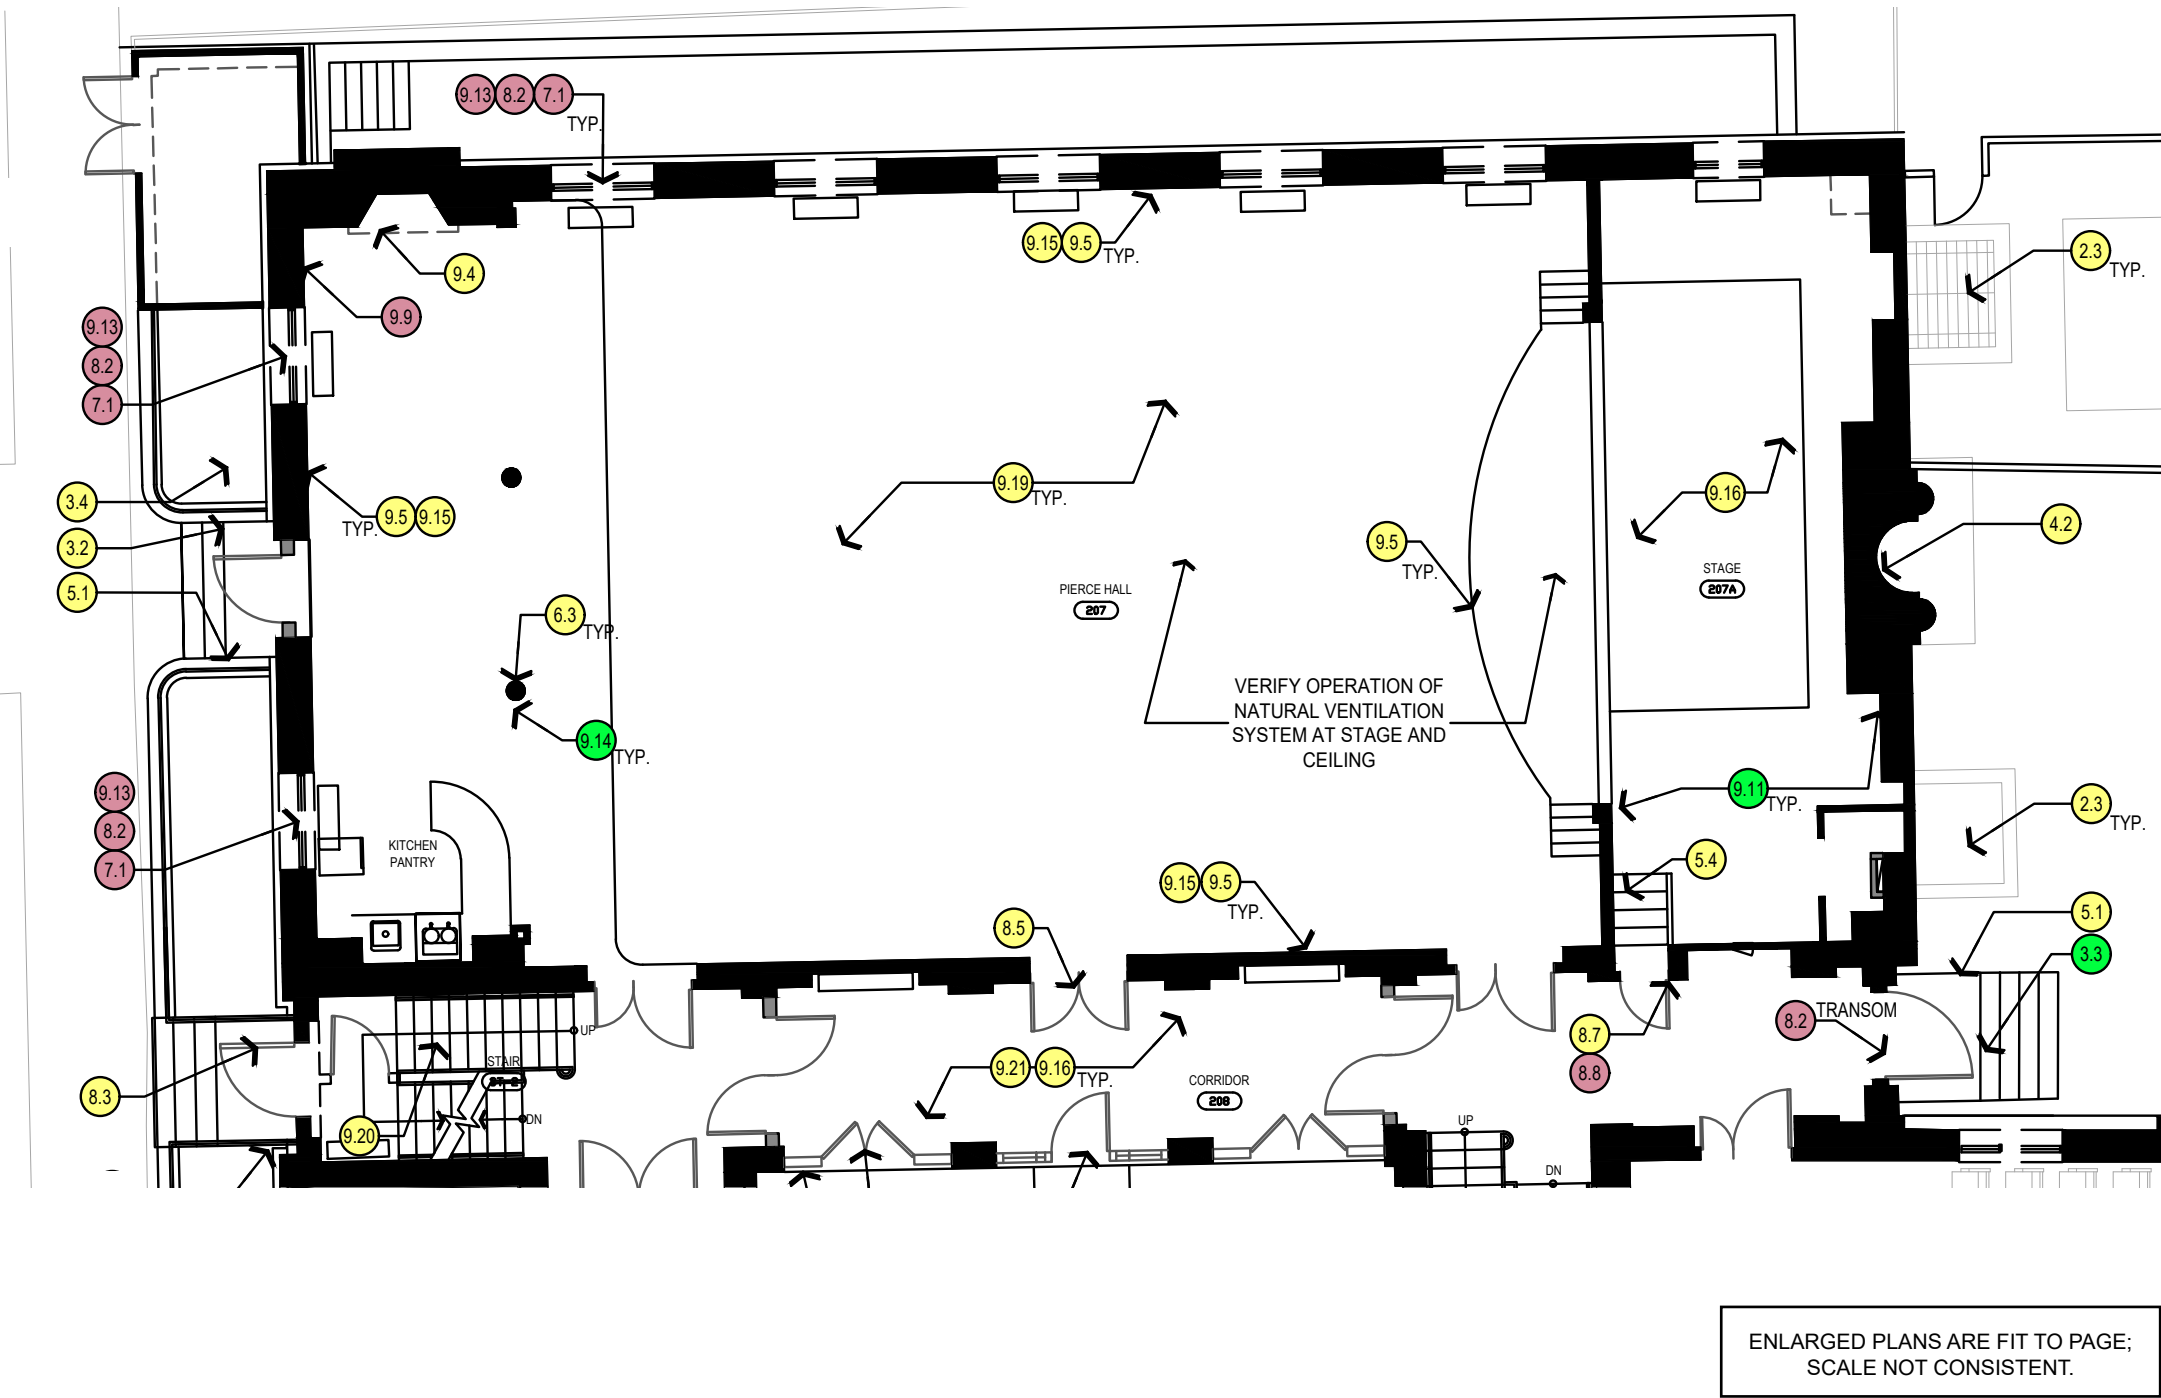 9.13 8.2 7.1
TYP.
9.15 9.5
TYP.
2.3
TYP.
9.4
9.9
9.13
8.2
7.1
3.4
3.2
5.1
TYP.
9.5 9.15
9.19
TYP.
9.16
4.2
9.5
TYP.
STAGE
207A
PIERCE HALL
207
6.3
TYP.
9.14
TYP.
VERIFY OPERATION OF
NATURAL VENTILATION
SYSTEM AT STAGE AND
CEILING
9.11
TYP.
2.3
TYP.
9.13
8.2
7.1
KITCHEN
PANTRY
5.4
9.15 9.5
TYP.
8.5
5.1
3.3
8.2 TRANSOM
8.7
8.8
UP
STAIR
ST-2
DN
9.21 9.16
TYP.
CORRIDOR
208
8.3
9.20
UP
DN
ENLARGED PLANS ARE FIT TO PAGE;
SCALE NOT CONSISTENT.